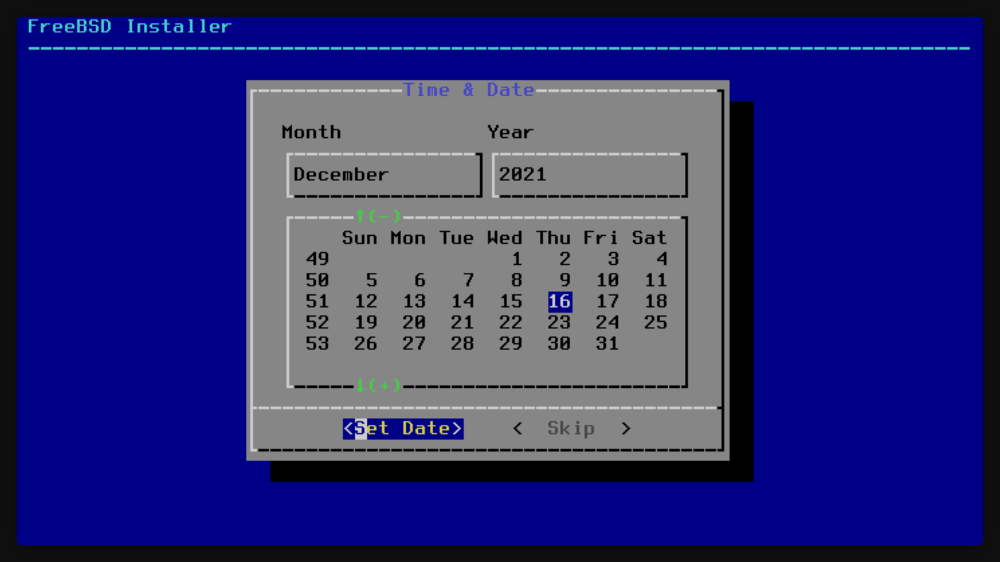 FreeBSD Installer
Time & Date
Month Year
December 2021
↑(-)
Sun Mon Tue Wed Thu Fri Sat
49 1 2 3 4
50 5 6 7 8 9 10 11
51 12 13 14 15 16 17 18
52 19 20 21 22 23 24 25
53 26 27 28 29 30 31
↓(+)
<Set Date> < Skip >